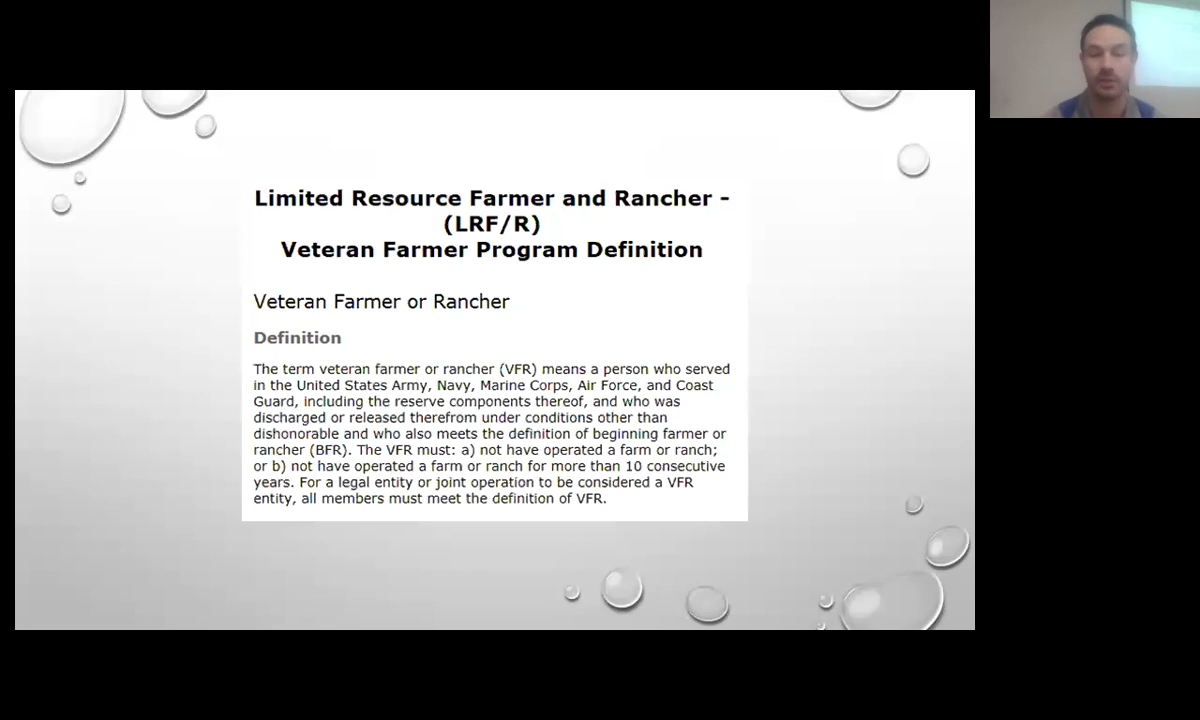 Limited Resource Farmer and Rancher -
(LRF/R)
Veteran Farmer Program Definition
Veteran Farmer or Rancher
Definition
The term veteran farmer or rancher (VFR) means a person who served
in the United States Army, Navy, Marine Corps, Air Force, and Coast
Guard, including the reserve components thereof, and who was
discharged or released therefrom under conditions other than
dishonorable and who also meets the definition of beginning farmer or
rancher (BFR). The VFR must: a) not have operated a farm or ranch;
or b) not have operated a farm or ranch for more than 10 consecutive
years. For a legal entity or joint operation to be considered a VFR
entity, all members must meet the definition of VFR.